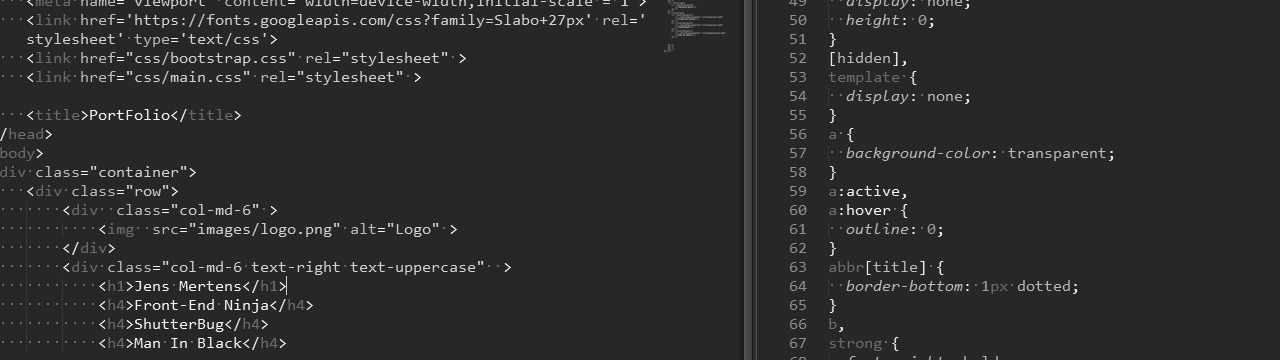 <meta name="viewport" content="width=device-width,initial-scale = 1">
<link href='https://fonts.googleapis.com/css?family=Slabo+27px' rel='
stylesheet' type='text/css'>
<link href="css/bootstrap.css" rel="stylesheet" >
<link href="css/main.css" rel="stylesheet" >
<title>PortFolio</title>
/head>
body>
div class="container">
<div class="row">
<div  class="col-md-6" >
<img  src="images/logo.png" alt="Logo" >
</div>
<div class="col-md-6 text-right text-uppercase"  >
<h1>Jens Mertens</h1>
<h4>Front-End Ninja</h4>
<h4>ShutterBug</h4>
<h4>Man In Black</h4>
49 display: none;
50 height: 0;
51 }
52 [hidden],
53 template {
54 display: none;
55 }
56 a {
57 background-color: transparent;
58 }
59 a:active,
60 a:hover {
61 outline: 0;
62 }
63 abbr[title] {
64 border-bottom: 1px dotted;
65 }
66 b,
67 strong {
68